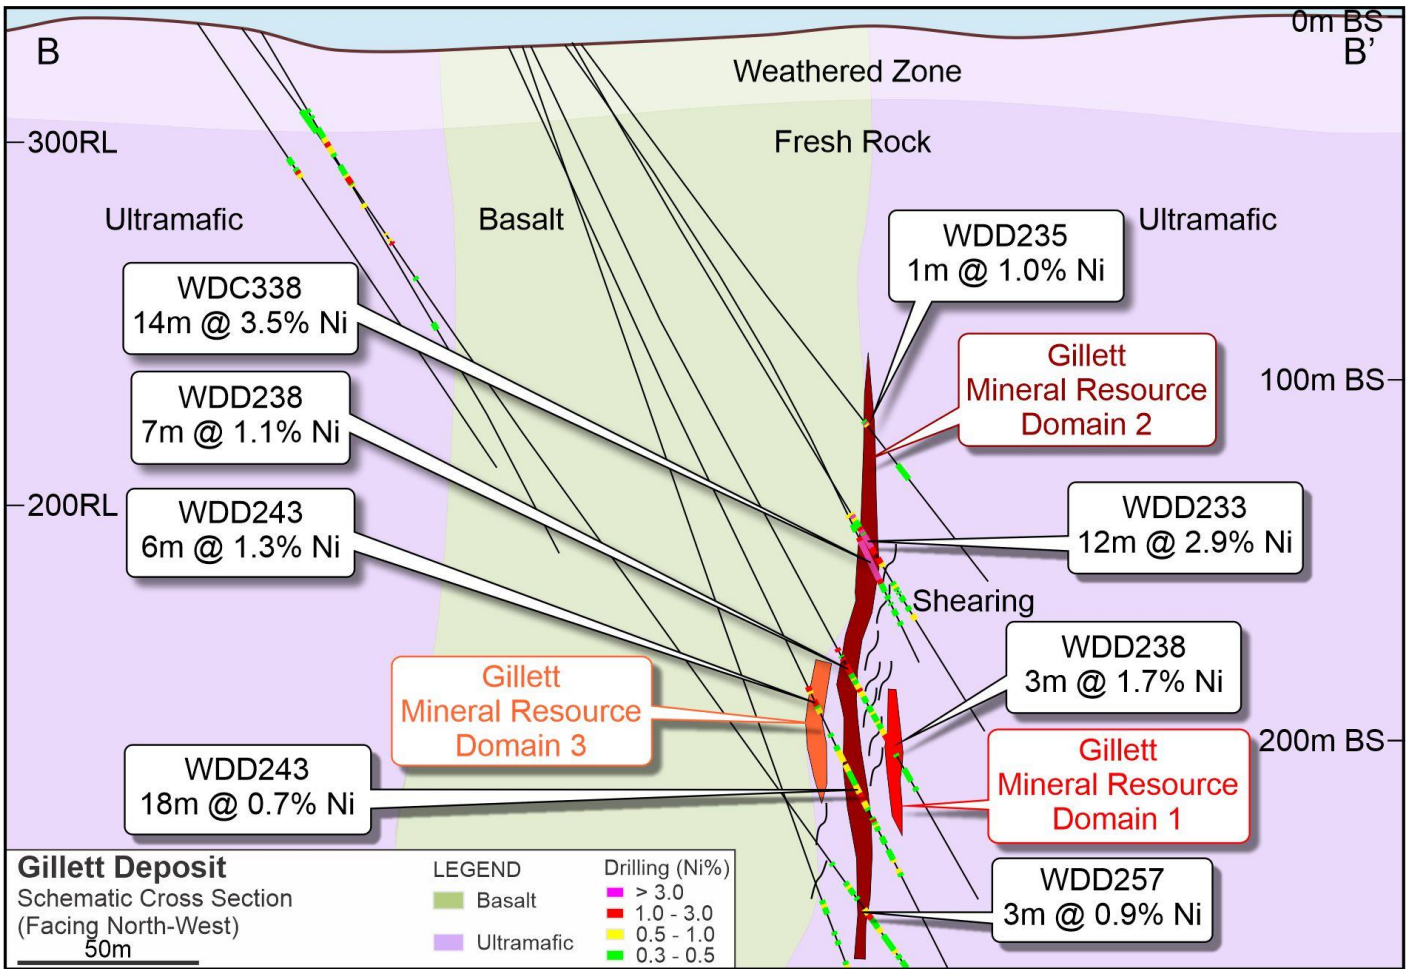 0m BS
B
B’
Weathered Zone
300RL
Fresh Rock
Ultramafic
Basalt
Ultramafic
WDD235
1m @ 1.0% Ni
WDC338
14m @ 3.5% Ni
Gillett
Mineral Resource
Domain 2
100m BS
WDD238
7m @ 1.1% Ni
200RL
WDD243
6m @ 1.3% Ni
WDD233
12m @ 2.9% Ni
Shearing
WDD238
3m @ 1.7% Ni
Gillett
Mineral Resource
Domain 3
200m BS
Gillett
Mineral Resource
Domain 1
WDD243
18m @ 0.7% Ni
WDD257
3m @ 0.9% Ni
Gillett Deposit
Schematic Cross Section
(Facing North-West)
50m
LEGEND
Basalt
Ultramafic
Drilling (Ni%)
> 3.0
1.0 - 3.0
0.5 - 1.0
0.3 - 0.5